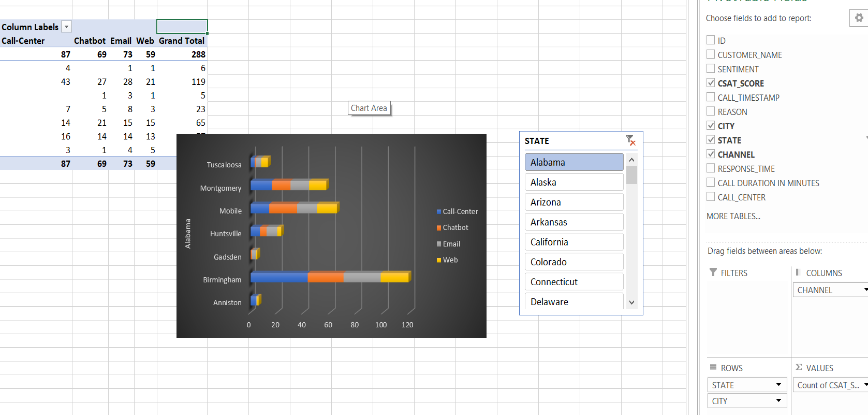 Choose fields to add to report:
ID
CUSTOMER_NAME
SENTIMENT
CSAT_SCORE
CALL_TIMESTAMP
REASON
CITY
STATE
CHANNEL
RESPONSE_TIME
CALL DURATION IN MINUTES
CALL_CENTER
MORE TABLES...
Drag fields between areas below:
FILTERS
COLUMNS
CHANNEL
ROWS
VALUES
STATE
Count of CSAT_S...
CITY
Column Labels
Call-Center Chatbot Email Web Grand Total
87 69 73 59 288
4 1 1 6
43 27 28 21 119
1 3 1 5
7 5 8 3 23
14 21 15 15 65
16 14 14 13
3 1 4 5
87 69 73 59
Chart Area
Alabama
Tuscaloosa
Montgomery
Mobile
Huntsville
Gadsden
Birmingham
Anniston
0 20 40 60 80 100 120
Call-Center
Chatbot
Email
Web
STATE
Alabama
Alaska
Arizona
Arkansas
California
Colorado
Connecticut
Delaware